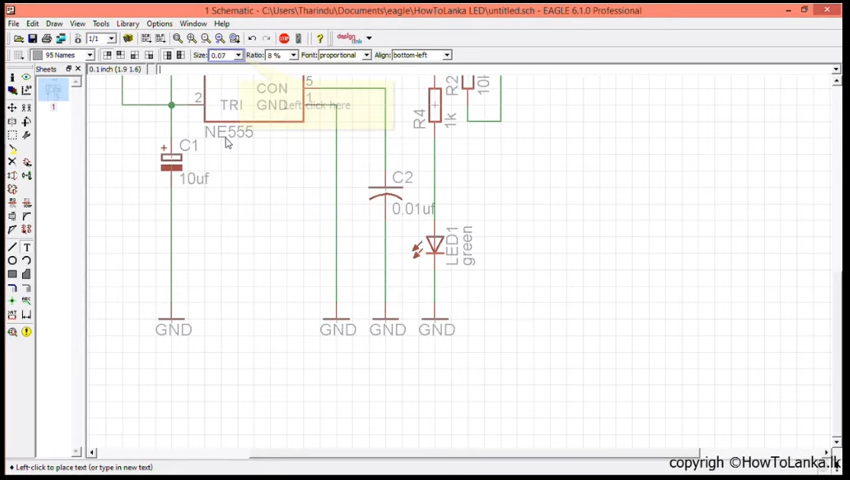 1 Schematic - C:\Users\Tharindu\Documents\eagle\HowToLanka LED\untitled.sch - EAGLE 6.1.0 Professional
File Edit Draw View Tools Library Options Window Help
1/1 design link
95 Names Size: 0.07 Ratio: 8 % Font: proportional Align: bottom-left
Sheets 0.1 inch (1.9 1.6)
1
5
CON
2 TRI GND 1
Left click here
NE555
C1
10uf
C2
0.01uf
R4
1k
R2
LED1
green
GND GND GND GND
Left-click to place text (or type in new text)
copyrigh ©HowToLanka.lk